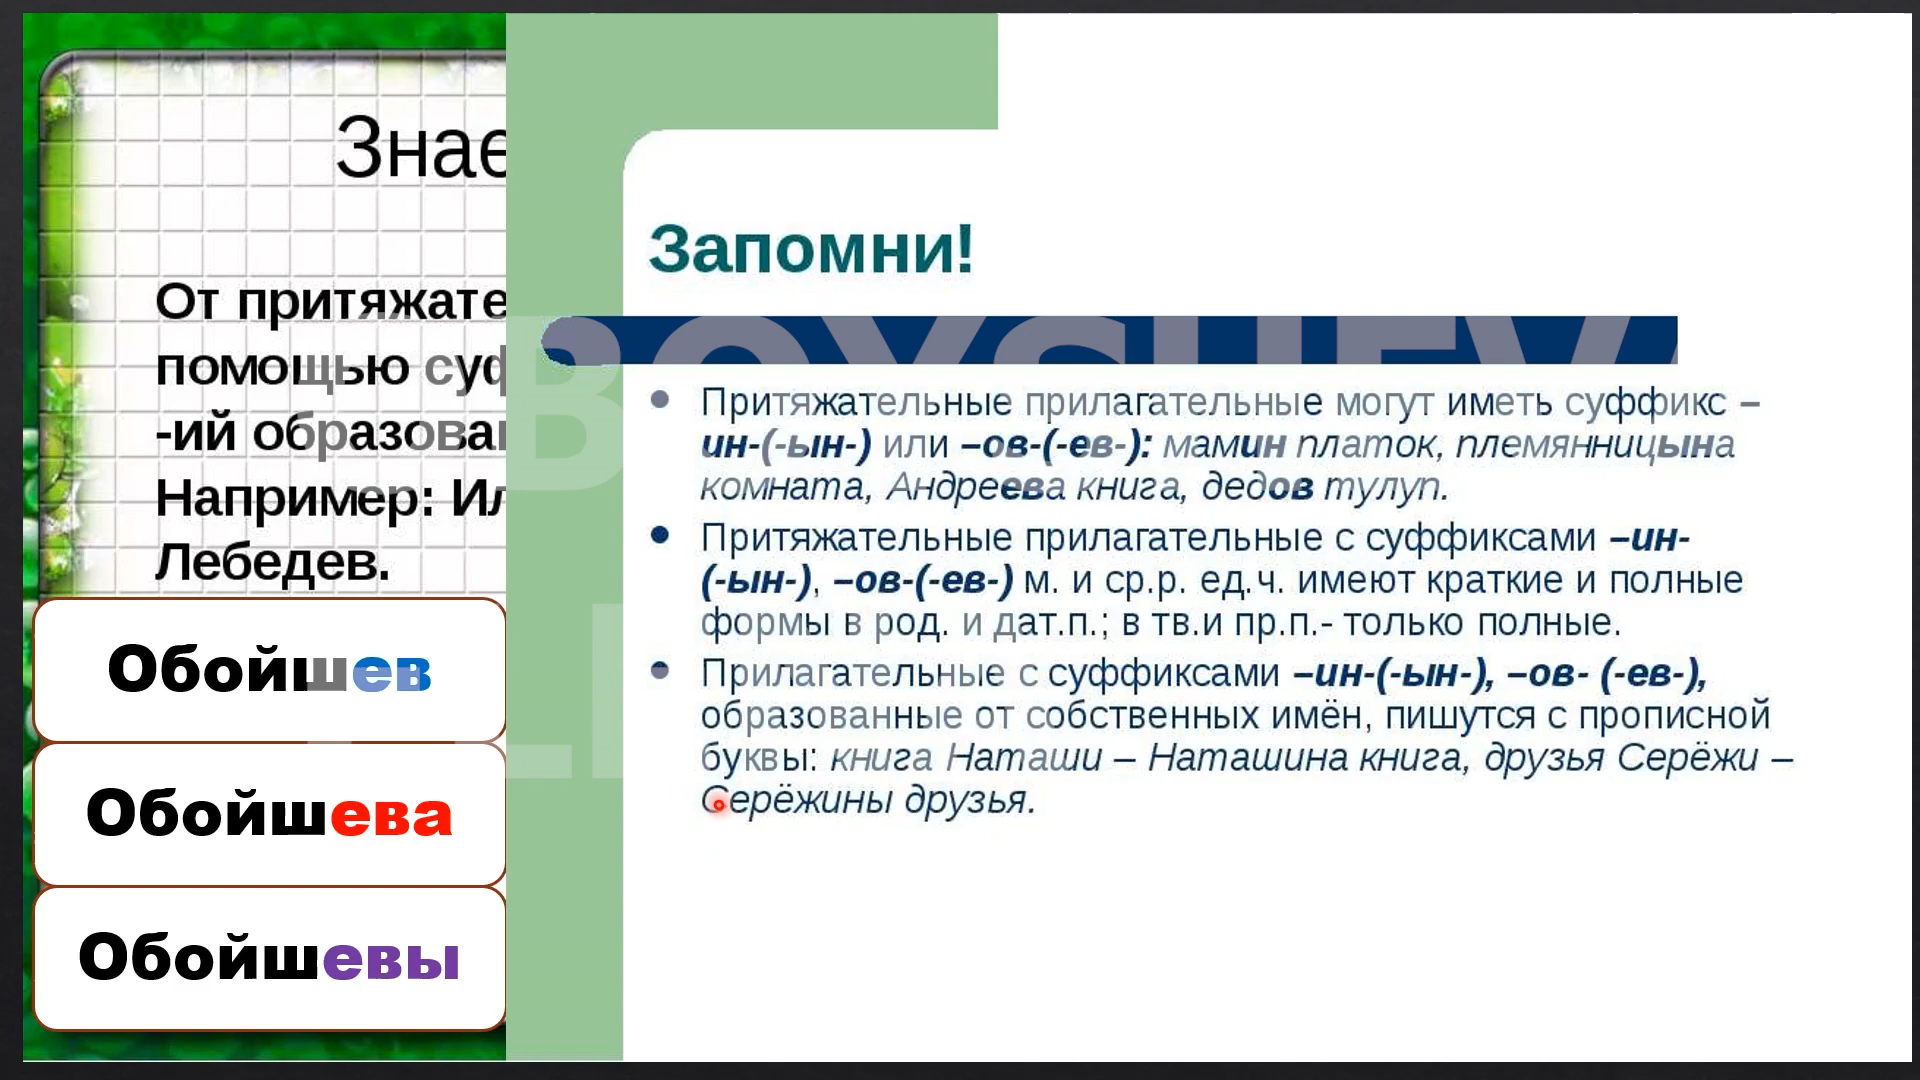 Знае
От притяжате
помощью суф
-ий образован
Например: Ил
Лебедев.
Обойшев
Обойшева
Обойшевы
Запомни!
• Притяжательные прилагательные могут иметь суффикс –
ин-(-ын-) или –ов-(-ев-): мамин платок, племянницына
комната, Андреева книга, дедов тулуп.
• Притяжательные прилагательные с суффиксами –ин-
(-ын-), –ов-(-ев-) м. и ср.р. ед.ч. имеют краткие и полные
формы в род. и дат.п.; в тв.и пр.п.- только полные.
• Прилагательные с суффиксами –ин-(-ын-), –ов- (-ев-),
образованные от собственных имён, пишутся с прописной
буквы: книга Наташи – Наташина книга, друзья Серёжи –
Серёжины друзья.